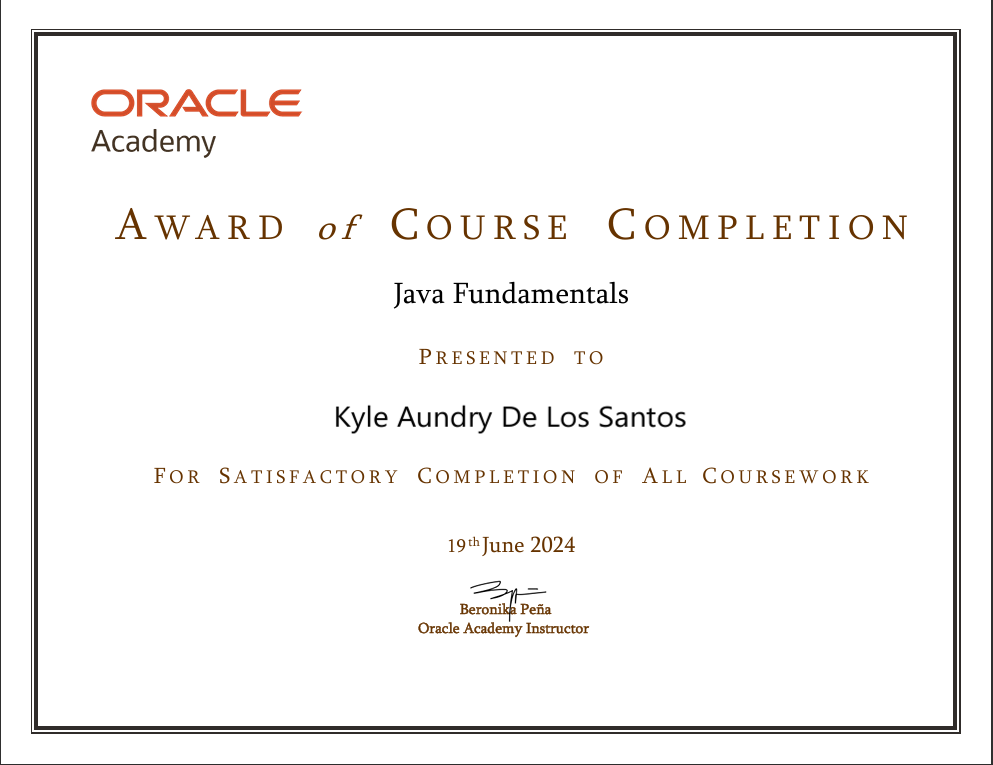 ORACLE
Academy
AWARD of COURSE COMPLETION
Java Fundamentals
PRESENTED TO
Kyle Aundry De Los Santos
FOR SATISFACTORY COMPLETION OF ALL COURSEWORK
19th June 2024
Beronika Peña
Oracle Academy Instructor